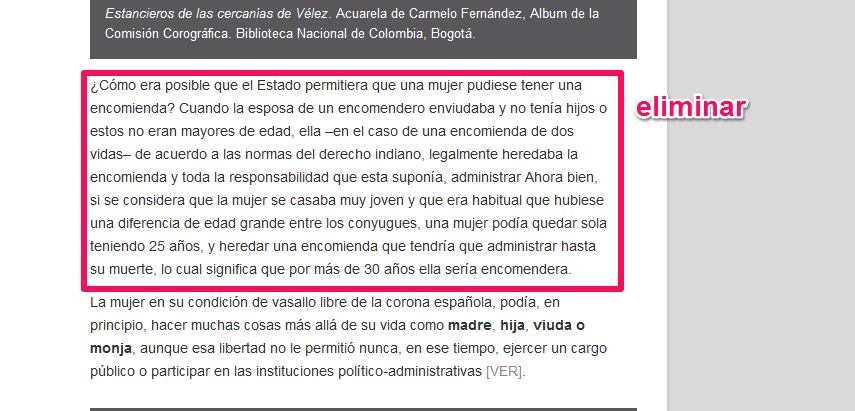 Estancieros de las cercanías de Vélez. Acuarela de Carmelo Fernández, Album de la
Comisión Corográfica. Biblioteca Nacional de Colombia, Bogotá.
¿Cómo era posible que el Estado permitiera que una mujer pudiese tener una
encomienda? Cuando la esposa de un encomendero enviudaba y no tenía hijos o
estos no eran mayores de edad, ella –en el caso de una encomienda de dos
vidas– de acuerdo a las normas del derecho indiano, legalmente heredaba la
encomienda y toda la responsabilidad que esta suponía, administrar Ahora bien,
si se considera que la mujer se casaba muy joven y que era habitual que hubiese
una diferencia de edad grande entre los conyugues, una mujer podía quedar sola
teniendo 25 años, y heredar una encomienda que tendría que administrar hasta
su muerte, lo cual significa que por más de 30 años ella sería encomendera.
eliminar
La mujer en su condición de vasallo libre de la corona española, podía, en
principio, hacer muchas cosas más allá de su vida como madre, hija, viuda o
monja, aunque esa libertad no le permitió nunca, en ese tiempo, ejercer un cargo
público o participar en las instituciones político-administrativas [VER].